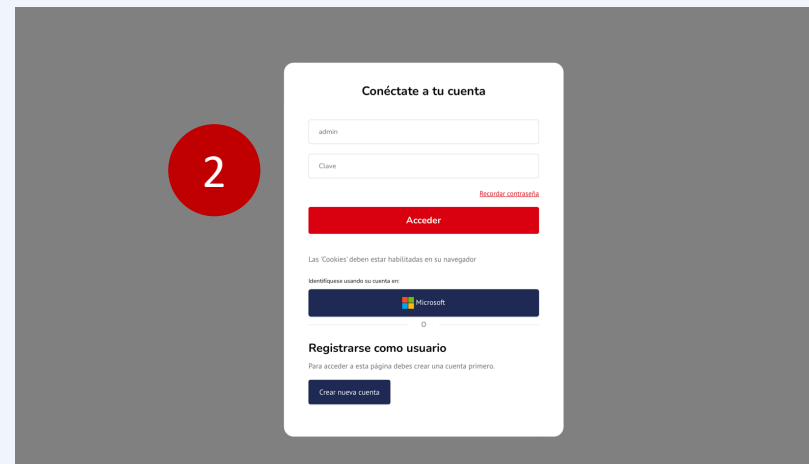 Conéctate a tu cuenta
2
admin
Clave
Recordar contraseña
Acceder
Las 'Cookies' deben estar habilitadas en su navegador
Identifíquese usando su cuenta en:
Microsoft
O
Registrarse como usuario
Para acceder a esta página debes crear una cuenta primero.
Crear nueva cuenta